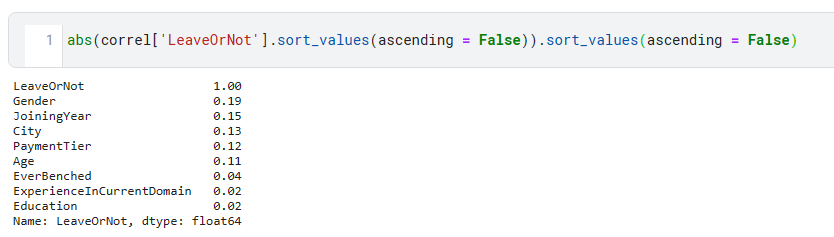 1 abs(correl['LeaveOrNot'].sort_values(ascending = False)).sort_values(ascending = False)
LeaveOrNot 1.00
Gender 0.19
JoiningYear 0.15
City 0.13
PaymentTier 0.12
Age 0.11
EverBenched 0.04
ExperienceInCurrentDomain 0.02
Education 0.02
Name: LeaveOrNot, dtype: float64